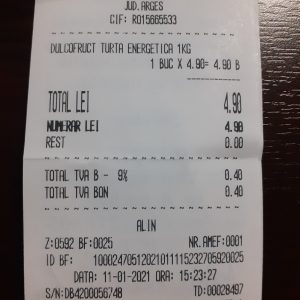 JUD. ARGES
CIF: RO15665533
DULCOFRUCT TURTA ENERGETICA 1KG
1 BUC X 4.90= 4.90 B
TOTAL LEI 4.90
NUMERAR LEI 4.90
REST 0.00
TOTAL TVA B - 9% 0.40
TOTAL TVA BON 0.40
ALIN
Z:0592 BF:0025 NR.AMEF:0001
ID BF: 1000247051202101111523270592 0025
DATA: 11-01-2021 ORA: 15:23:27
S/N:DB4200056748 TD:00028497